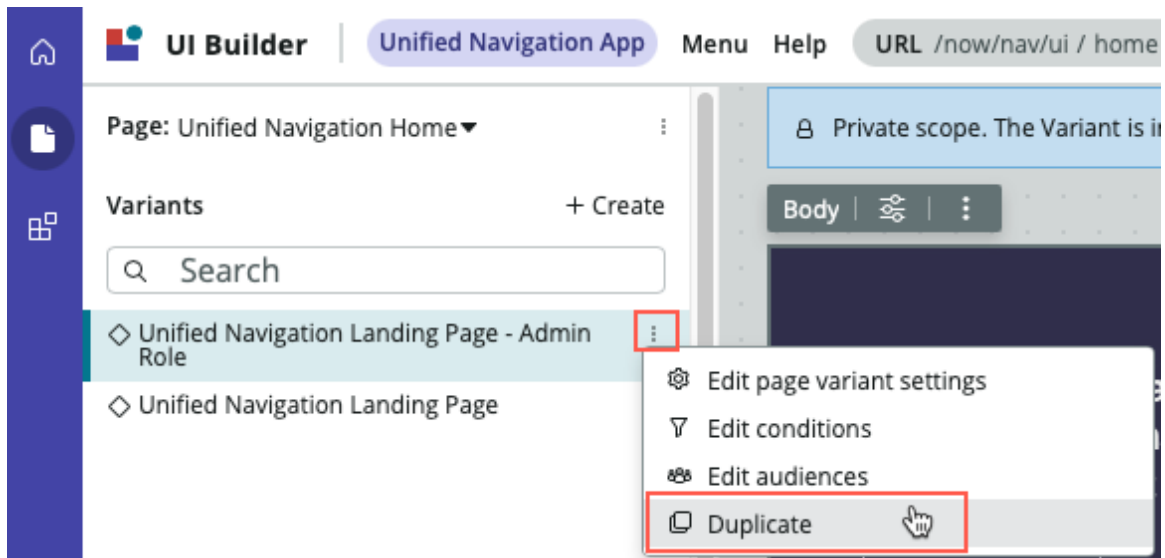 UI Builder
Unified Navigation App
Menu
Help
URL /now/nav/ui / home
Page: Unified Navigation Home
Private scope. The Variant is
Variants
+ Create
Body
Search
Unified Navigation Landing Page - Admin
Role
Unified Navigation Landing Page
Edit page variant settings
Edit conditions
Edit audiences
Duplicate